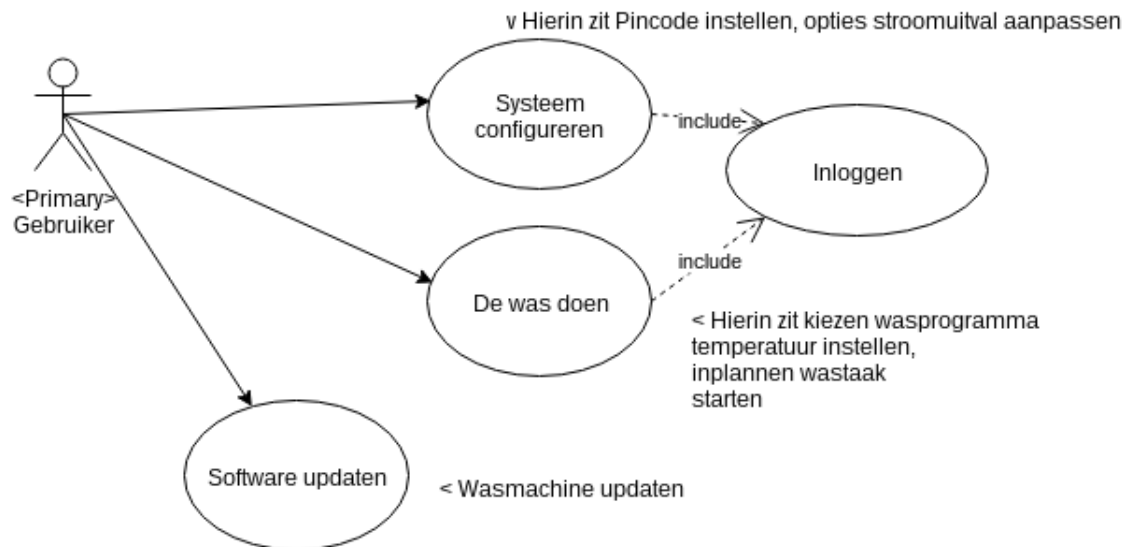 v Hierin zit Pincode instellen, opties stroomuitval aanpassen
Systeem
configureren
include
Inloggen
<Primary>
Gebruiker
include
De was doen
< Hierin zit kiezen wasprogramma
temperatuur instellen,
inplannen wastaak
starten
Software updaten
< Wasmachine updaten